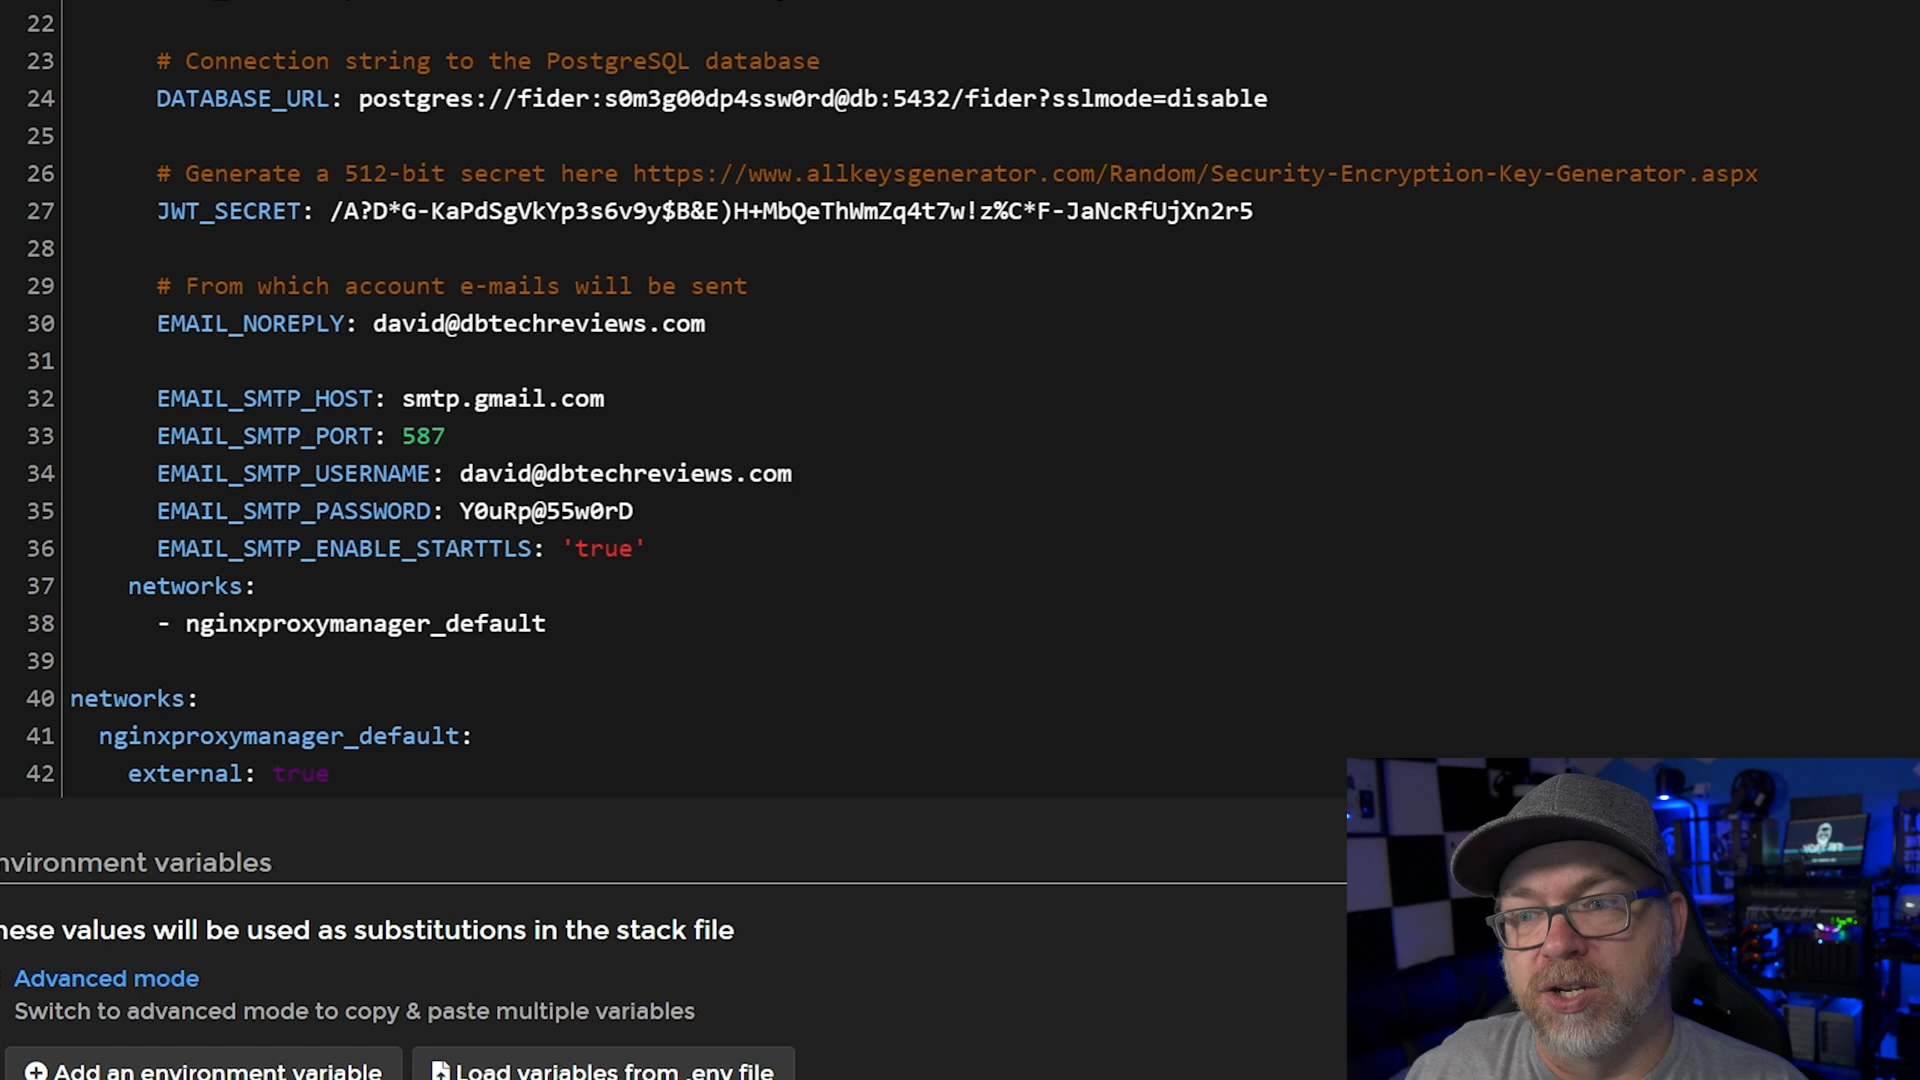 22
23 # Connection string to the PostgreSQL database
24 DATABASE_URL: postgres://fider:s0m3g00dp4ssw0rd@db:5432/fider?sslmode=disable
25
26 # Generate a 512-bit secret here https://www.allkeysgenerator.com/Random/Security-Encryption-Key-Generator.aspx
27 JWT_SECRET: /A?D*G-KaPdSgVkYp3s6v9y$B&E)H+MbQeThWmZq4t7w!z%C*F-JaNcRfUjXn2r5
28
29 # From which account e-mails will be sent
30 EMAIL_NOREPLY: david@dbtechreviews.com
31
32 EMAIL_SMTP_HOST: smtp.gmail.com
33 EMAIL_SMTP_PORT: 587
34 EMAIL_SMTP_USERNAME: david@dbtechreviews.com
35 EMAIL_SMTP_PASSWORD: Y0uRp@55w0rD
36 EMAIL_SMTP_ENABLE_STARTTLS: 'true'
37 networks:
38 - nginxproxymanager_default
39
40 networks:
41 nginxproxymanager_default:
42 external: true
nvironment variables
hese values will be used as substitutions in the stack file
Advanced mode
Switch to advanced mode to copy & paste multiple variables
Add an environment variable
Load variables from .env file